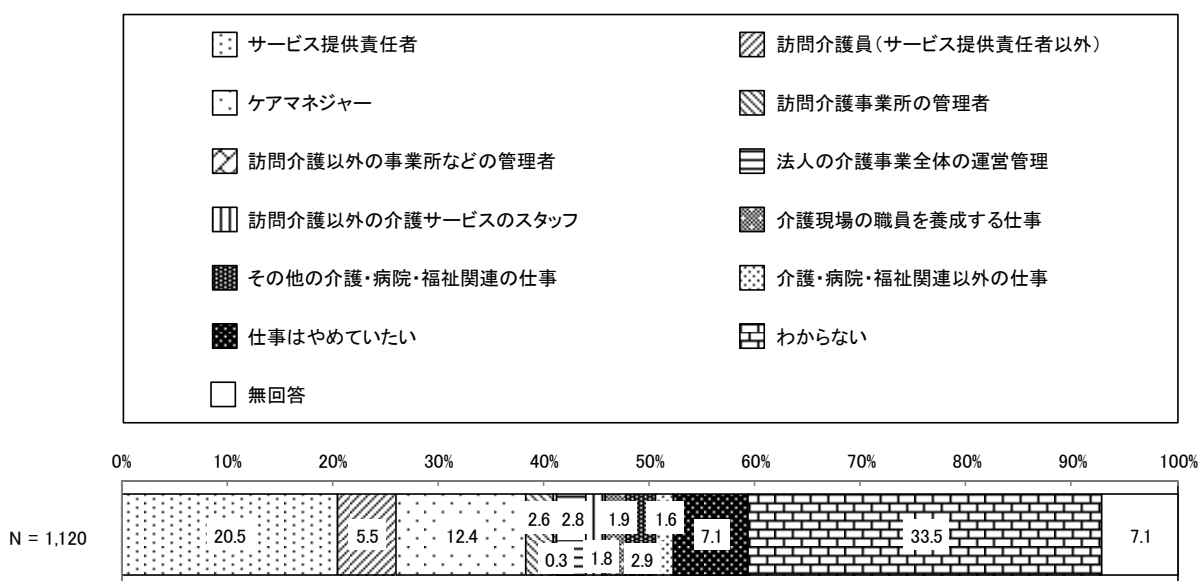 サービス提供責任者
訪問介護員(サービス提供責任者以外)
ケアマネジャー
訪問介護事業所の管理者
訪問介護以外の事業所などの管理者
法人の介護事業全体の運営管理
訪問介護以外の介護サービスのスタッフ
介護現場の職員を養成する仕事
その他の介護・病院・福祉関連の仕事
介護・病院・福祉関連以外の仕事
仕事はやめていたい
わからない
無回答
0% 10% 20% 30% 40% 50% 60% 70% 80% 90% 100%
N = 1,120
20.5 5.5 12.4 2.6 0.3 2.8 1.8 1.9 2.9 1.6 7.1 33.5 7.1